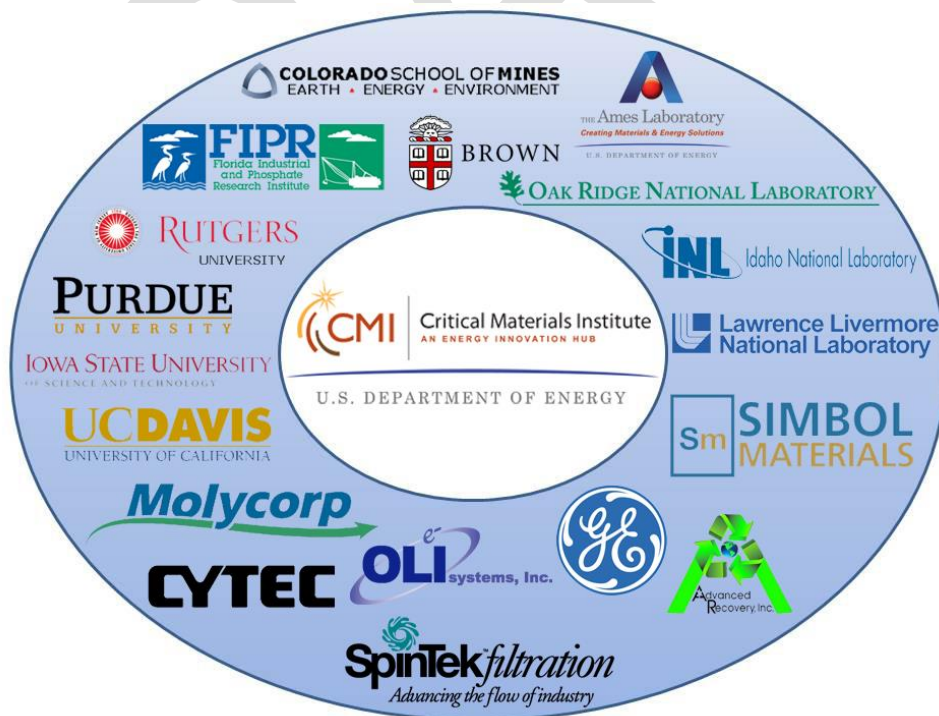 COLORADO SCHOOL OF MINES
EARTH • ENERGY • ENVIRONMENT
THE Ames Laboratory
Creating Materials & Energy Solutions
U.S. DEPARTMENT OF ENERGY
FIPR
Florida Industrial
and Phosphate
Research Institute
BROWN
OAK RIDGE NATIONAL LABORATORY
RUTGERS
UNIVERSITY
INL Idaho National Laboratory
PURDUE
UNIVERSITY
CMI Critical Materials Institute
AN ENERGY INNOVATION HUB
U.S. DEPARTMENT OF ENERGY
Lawrence Livermore
National Laboratory
IOWA STATE UNIVERSITY
OF SCIENCE AND TECHNOLOGY
UCDAVIS
UNIVERSITY OF CALIFORNIA
Sm SIMBOL
MATERIALS
Molycorp
GE
CYTEC
e-
OLI systems, Inc.
Advanced
Recovery, Inc.
SpinTek filtration
Advancing the flow of industry